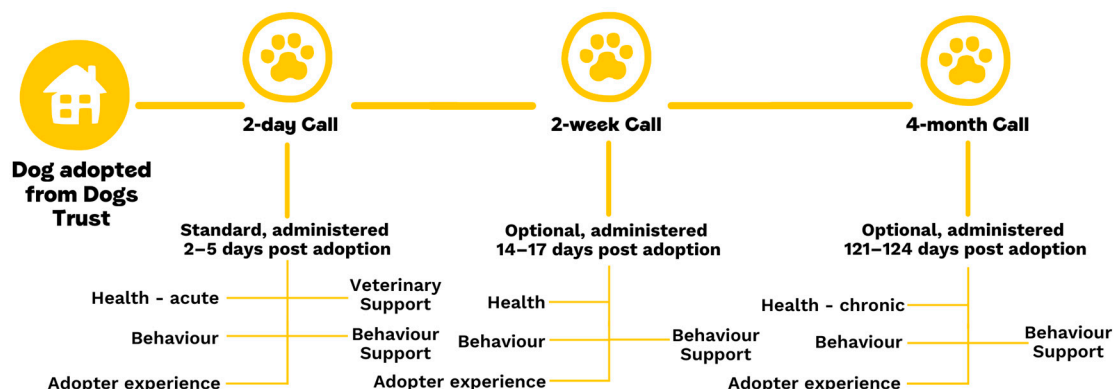 2-day Call
2-week Call
4-month Call
Dog adopted
from Dogs
Trust
Standard, administered
2–5 days post adoption
Optional, administered
14–17 days post adoption
Optional, administered
121–124 days post adoption
Health - acute
Veterinary
Support
Behaviour
Behaviour
Support
Adopter experience
Health
Behaviour
Behaviour
Support
Adopter experience
Health - chronic
Behaviour
Behaviour
Support
Adopter experience